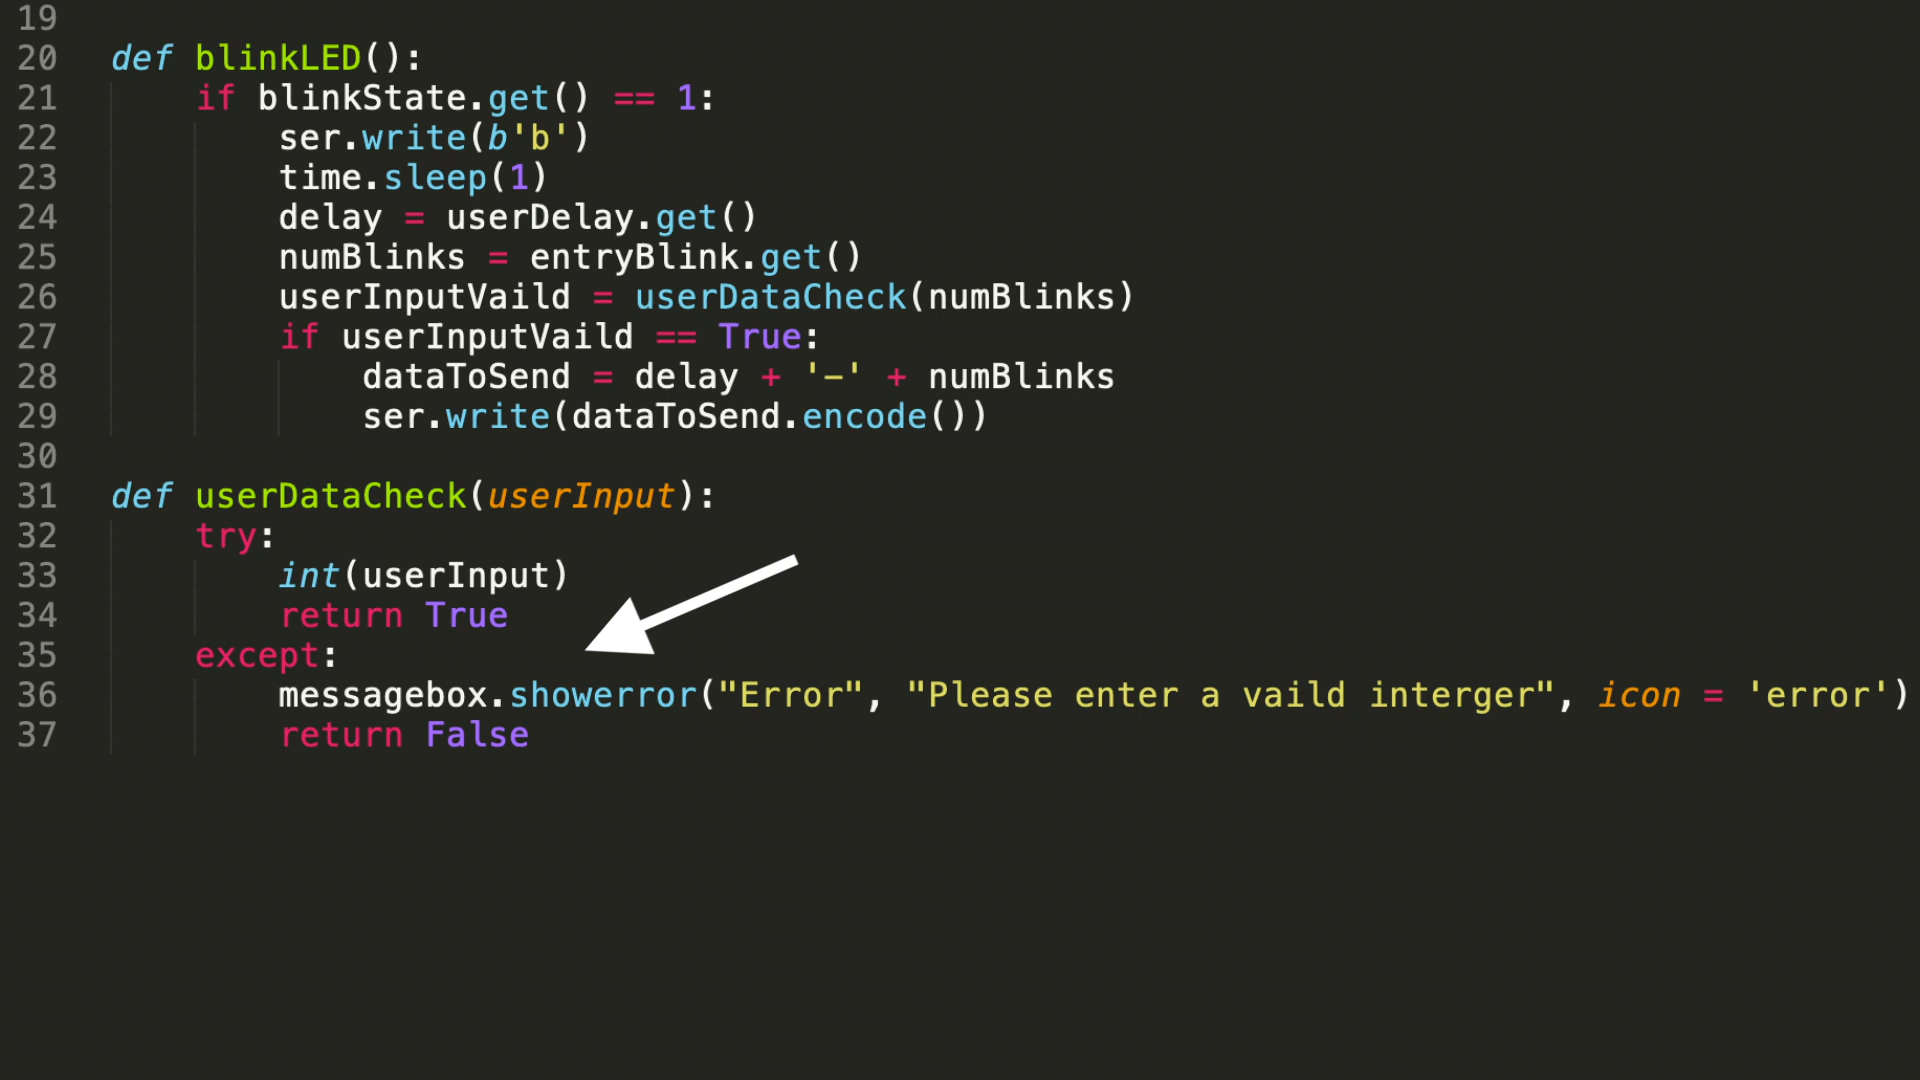 19
20 def blinkLED():
21 if blinkState.get() == 1:
22 ser.write(b'b')
23 time.sleep(1)
24 delay = userDelay.get()
25 numBlinks = entryBlink.get()
26 userInputVaild = userDataCheck(numBlinks)
27 if userInputVaild == True:
28 dataToSend = delay + '-' + numBlinks
29 ser.write(dataToSend.encode())
30
31 def userDataCheck(userInput):
32 try:
33 int(userInput)
34 return True
35 except:
36 messagebox.showerror("Error", "Please enter a vaild interger", icon = 'error')
37 return False